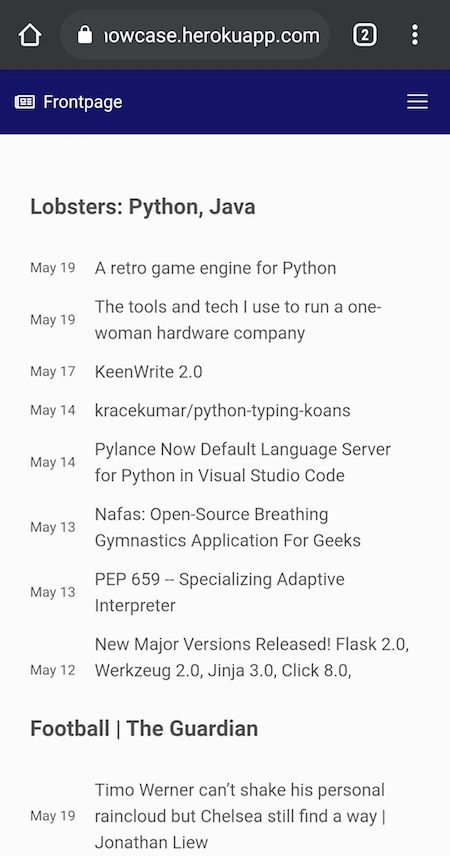 howcase.herokuapp.com
2
Frontpage
Lobsters: Python, Java
May 19
A retro game engine for Python
May 19
The tools and tech I use to run a one-
woman hardware company
May 17
KeenWrite 2.0
May 14
kracekumar/python-typing-koans
May 14
Pylance Now Default Language Server
for Python in Visual Studio Code
May 13
Nafas: Open-Source Breathing
Gymnastics Application For Geeks
May 13
PEP 659 -- Specializing Adaptive
Interpreter
May 12
New Major Versions Released! Flask 2.0,
Werkzeug 2.0, Jinja 3.0, Click 8.0,
Football | The Guardian
May 19
Timo Werner can’t shake his personal
raincloud but Chelsea still find a way |
Jonathan Liew